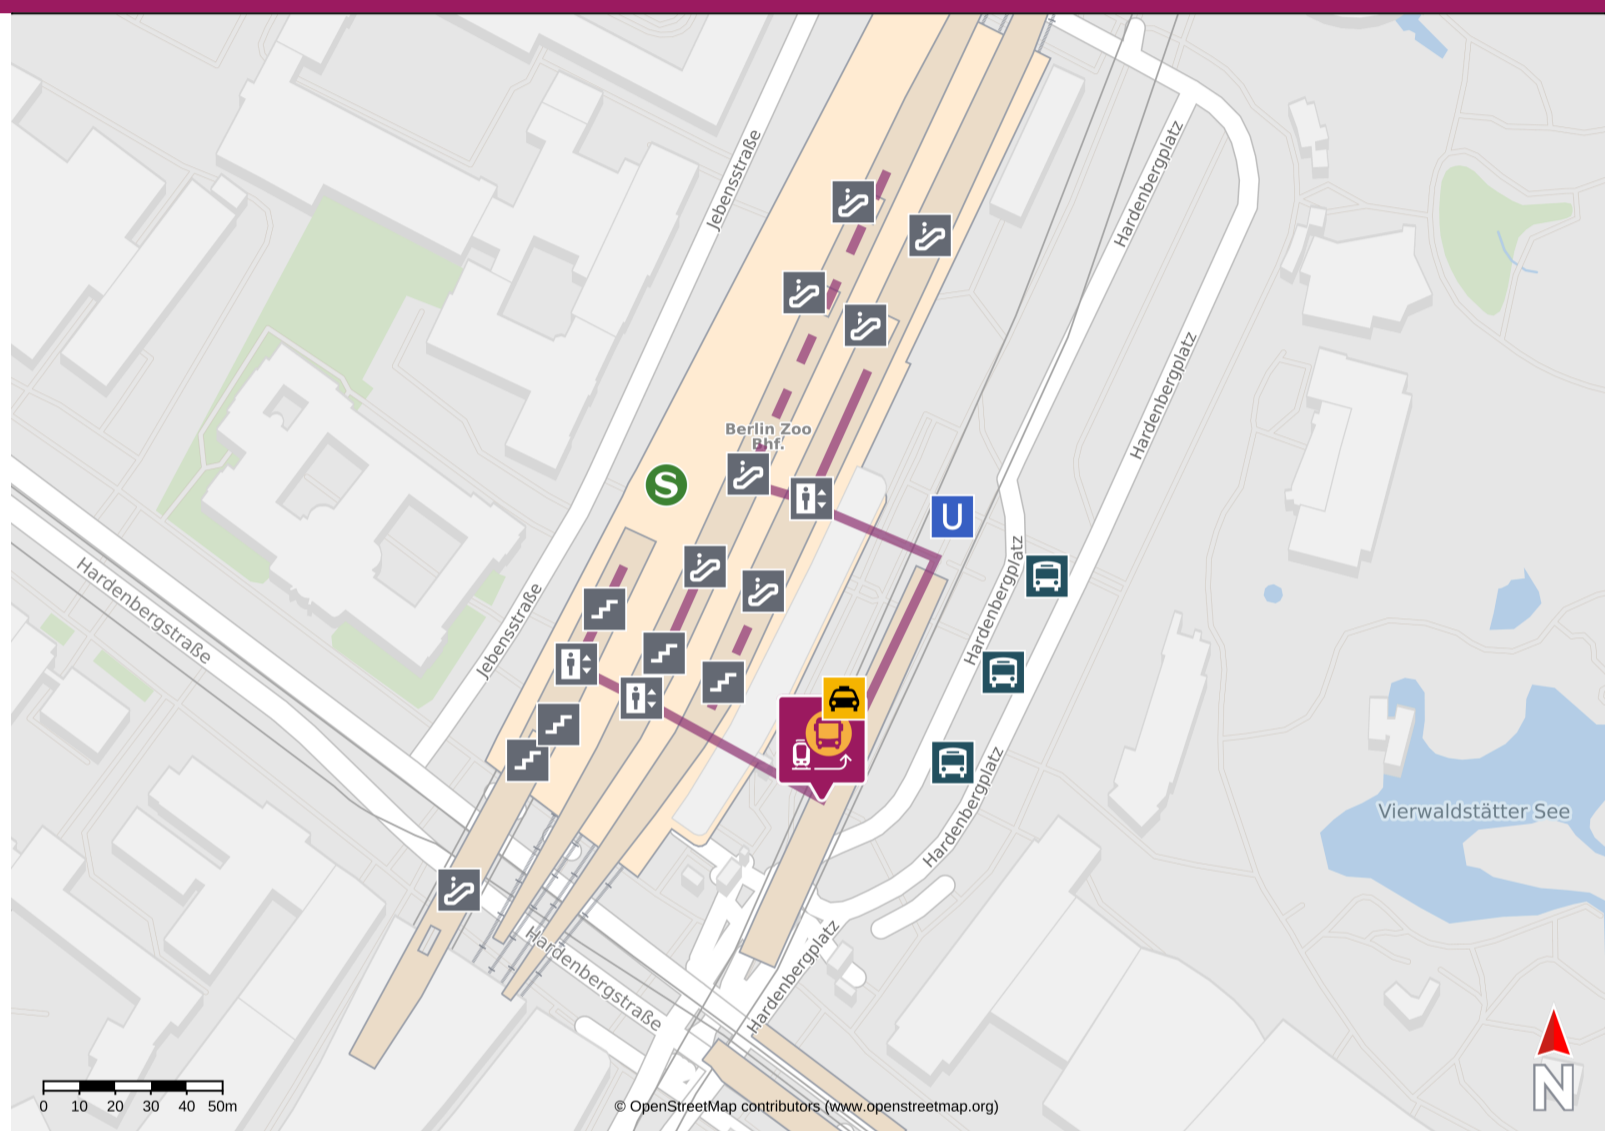 Jebensstraße
Hardenbergplatz
Hardenbergplatz
Berlin Zoo
Bhf.
S
U
Hardenbergplatz
Hardenbergstraße
Jebensstraße
Hardenbergplatz
Vierwaldstätter See
Hardenbergstraße
Hardenbergplatz
N
0 10 20 30 40 50m
© OpenStreetMap contributors (www.openstreetmap.org)